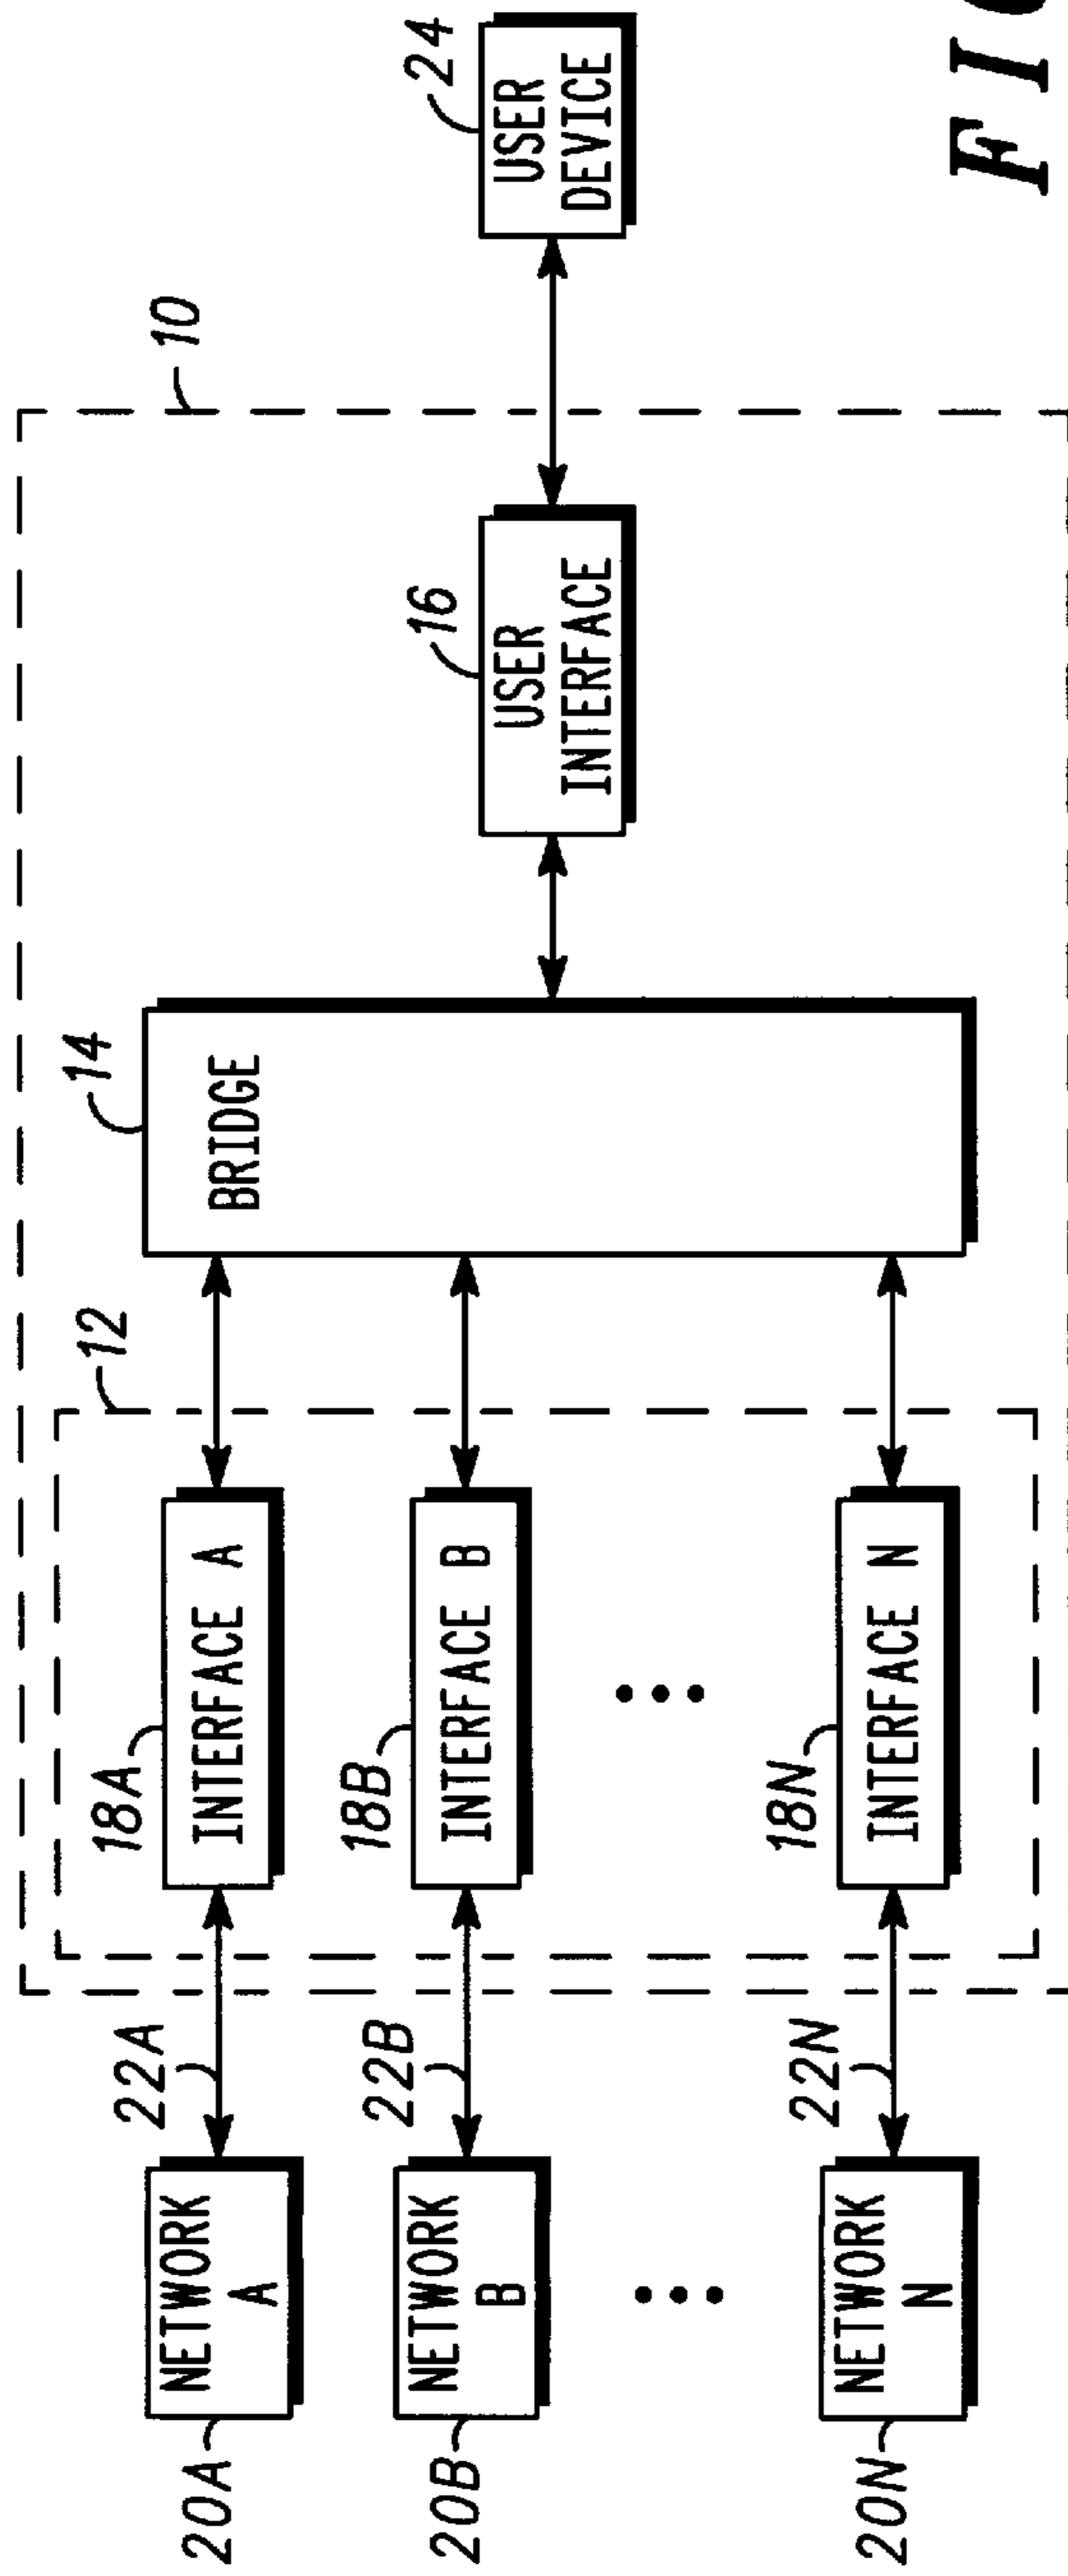 10
12
14
18A
INTERFACE A
22A
NETWORK
A
20A
BRIDGE
16
USER
INTERFACE
24
USER
DEVICE
18B
INTERFACE B
22B
NETWORK
B
20B
18N
INTERFACE N
22N
NETWORK
N
20N